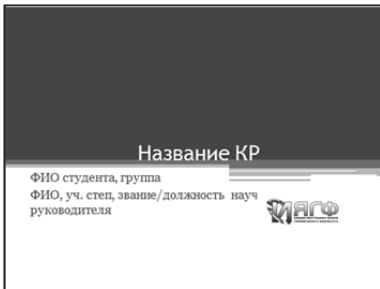 Название КР
ФИО студента, группа
ФИО, уч. степ, звание/должность науч
руководителя
ИЯГФ